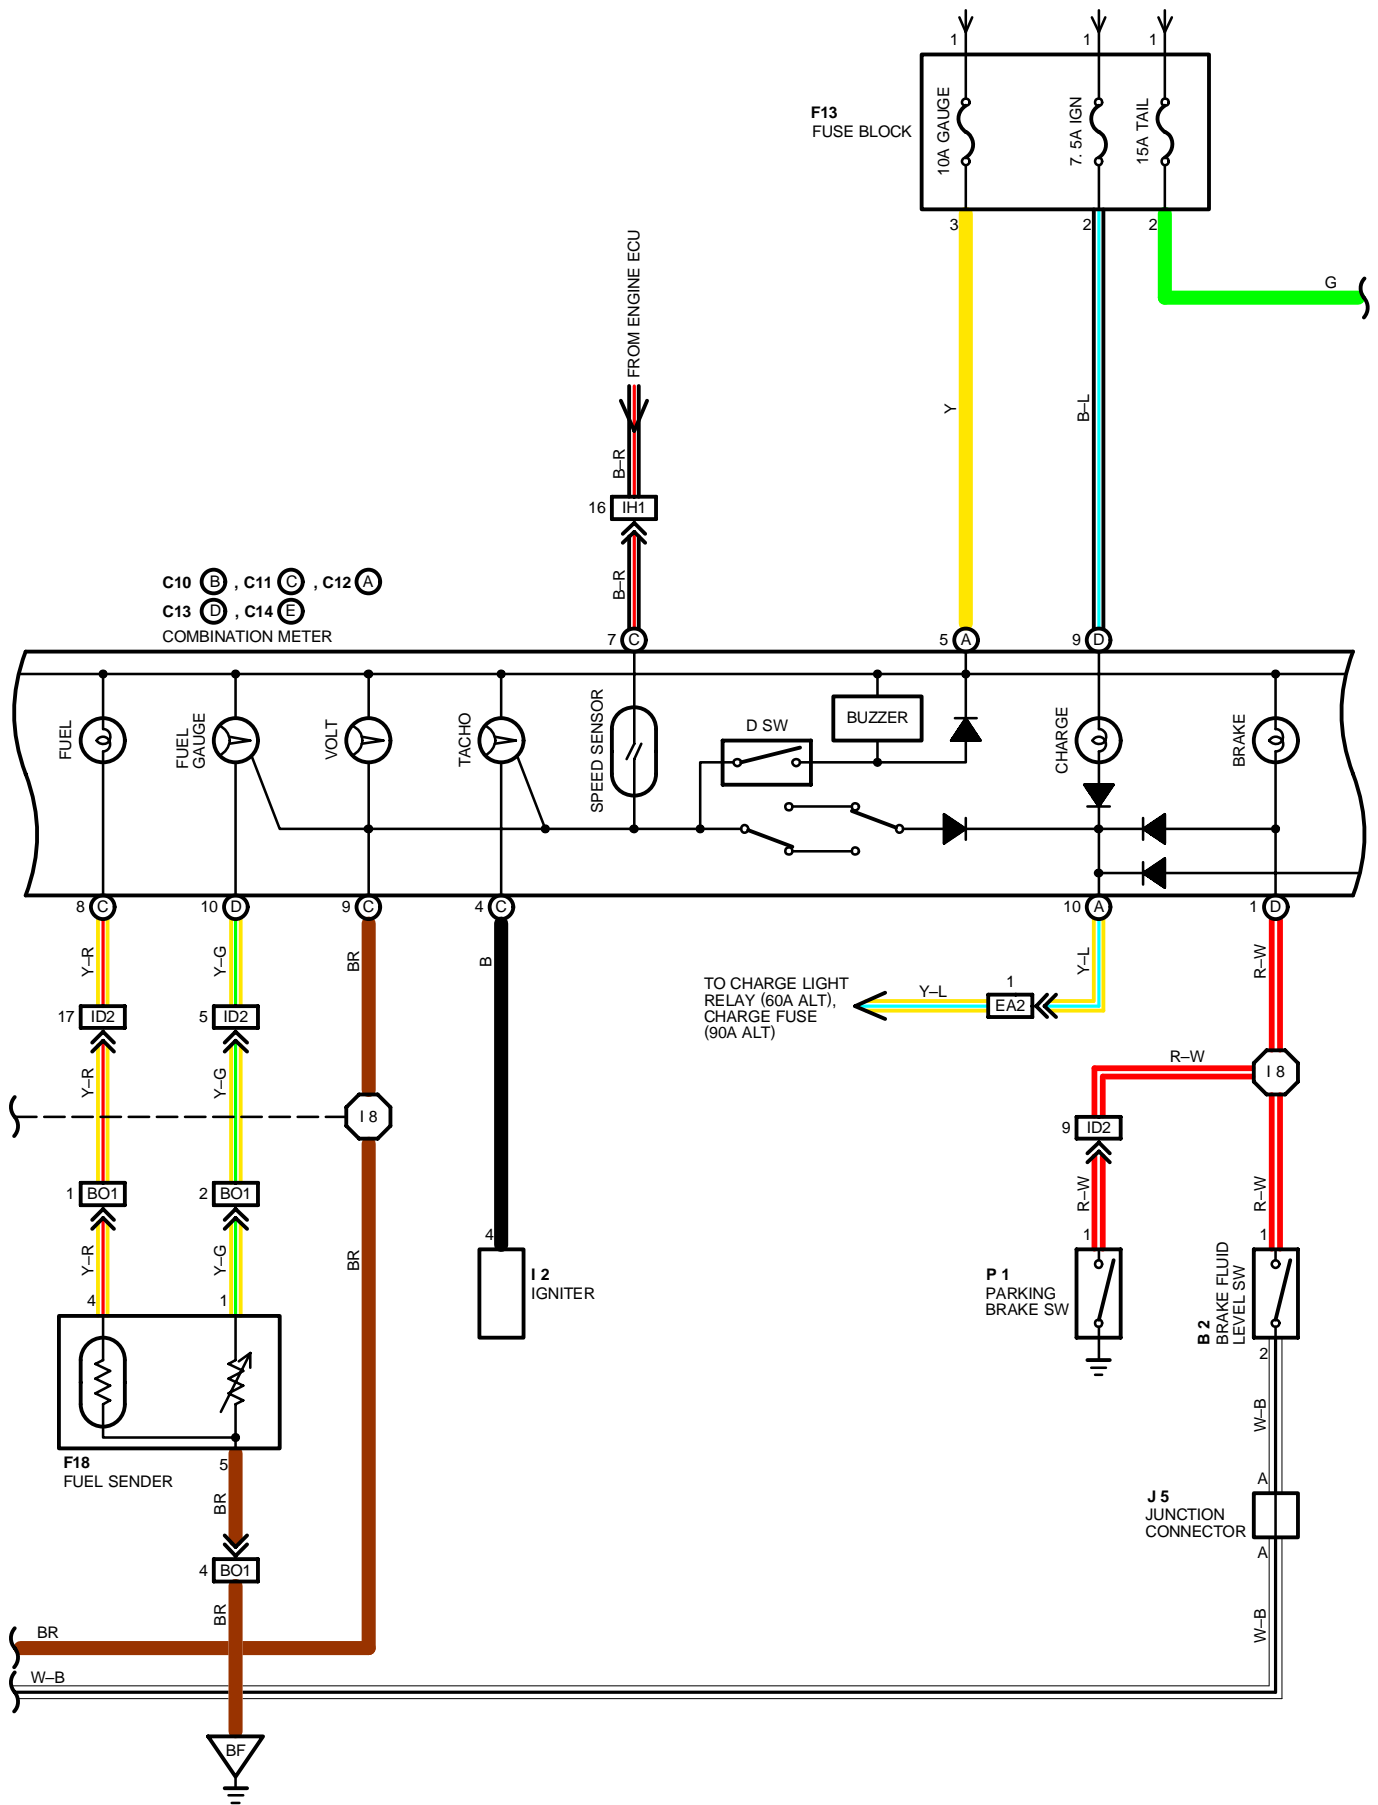 1
1
1
F13
FUSE BLOCK
10A GAUGE
7. 5A IGN
15A TAIL
3
2
2
G
FROM ENGINE ECU
Y
B–L
B–R
16 IH1
B–R
C10 B , C11 C , C12 A
C13 D , C14 E
COMBINATION METER
7 C
5 A
9 D
FUEL
FUEL
GAUGE
VOLT
TACHO
SPEED SENSOR
D SW
BUZZER
CHARGE
BRAKE
8 C
10 D
9 C
4 C
10 A
1 D
Y–R
Y–G
BR
B
Y–L
R–W
TO CHARGE LIGHT
RELAY (60A ALT),
CHARGE FUSE
(90A ALT)
Y–L
1
EA2
17 ID2
5 ID2
Y–R
Y–G
R–W
I 8
I 8
9 ID2
1 BO1
2 BO1
R–W
R–W
Y–R
Y–G
BR
4
1
1
4
1
I 2
IGNITER
P 1
PARKING
BRAKE SW
B 2
BRAKE FLUID
LEVEL SW
2
W–B
F18
FUEL SENDER
5
BR
A
J 5
JUNCTION
CONNECTOR
A
4 BO1
BR
W–B
BR
W–B
BF